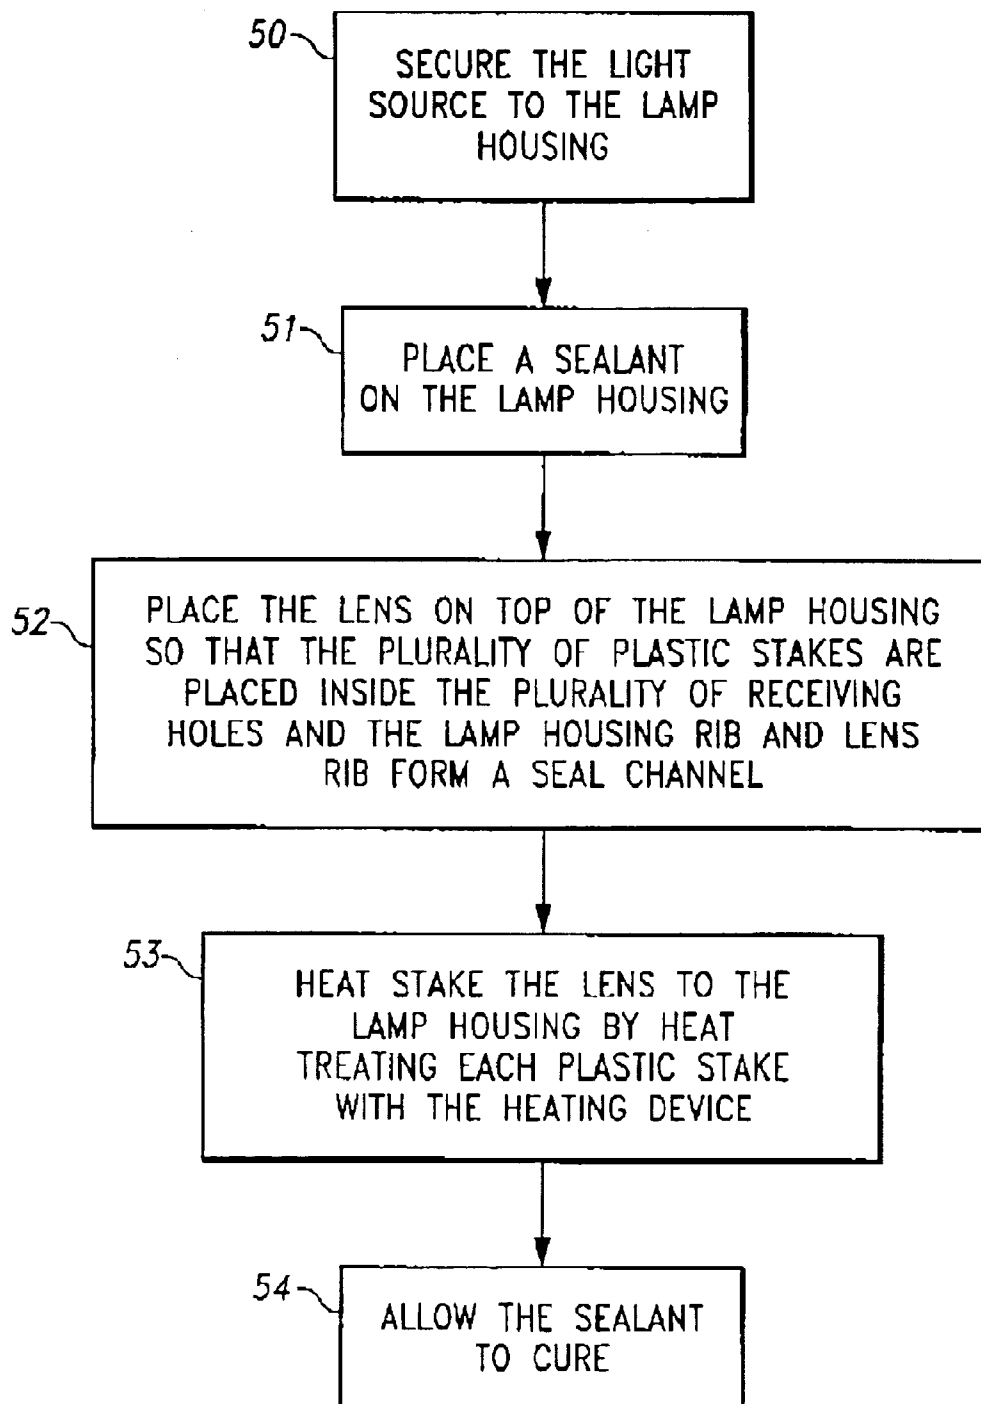 50
SECURE THE LIGHT
SOURCE TO THE LAMP
HOUSING
51
PLACE A SEALANT
ON THE LAMP HOUSING
52
PLACE THE LENS ON TOP OF THE LAMP HOUSING
SO THAT THE PLURALITY OF PLASTIC STAKES ARE
PLACED INSIDE THE PLURALITY OF RECEIVING
HOLES AND THE LAMP HOUSING RIB AND LENS
RIB FORM A SEAL CHANNEL
53
HEAT STAKE THE LENS TO THE
LAMP HOUSING BY HEAT
TREATING EACH PLASTIC STAKE
WITH THE HEATING DEVICE
54
ALLOW THE SEALANT
TO CURE